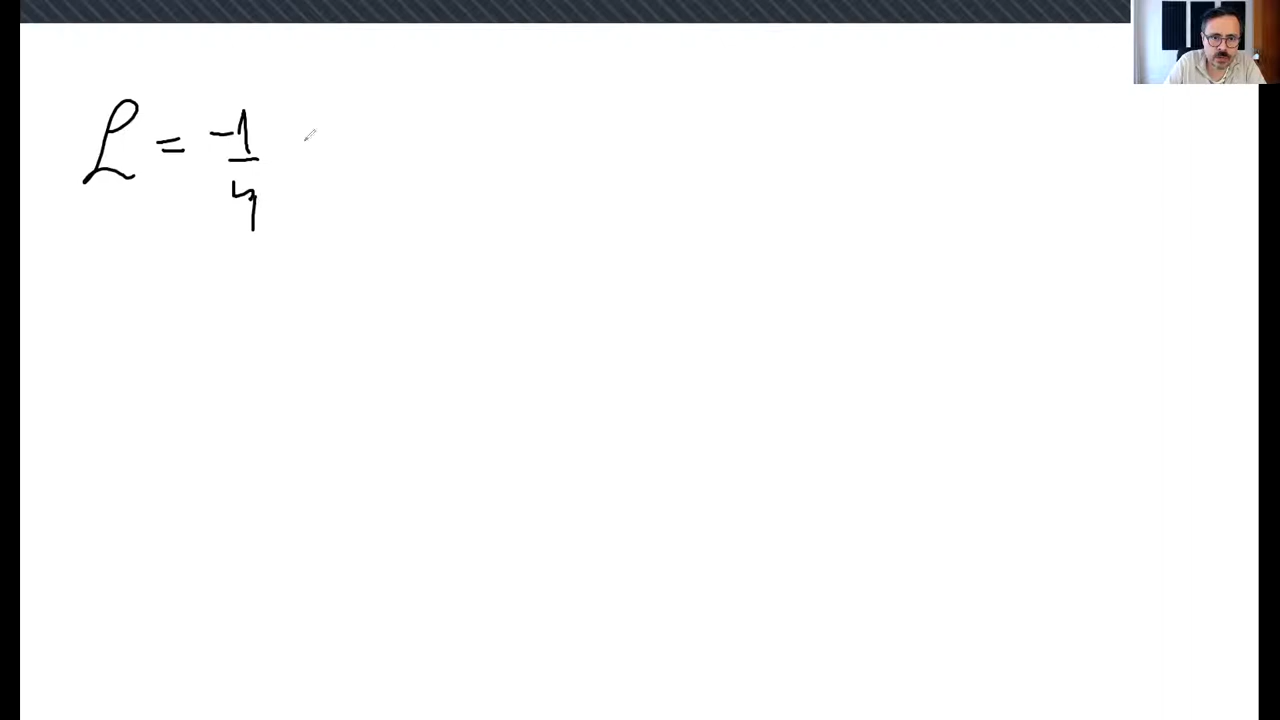 ℒ = -1/4